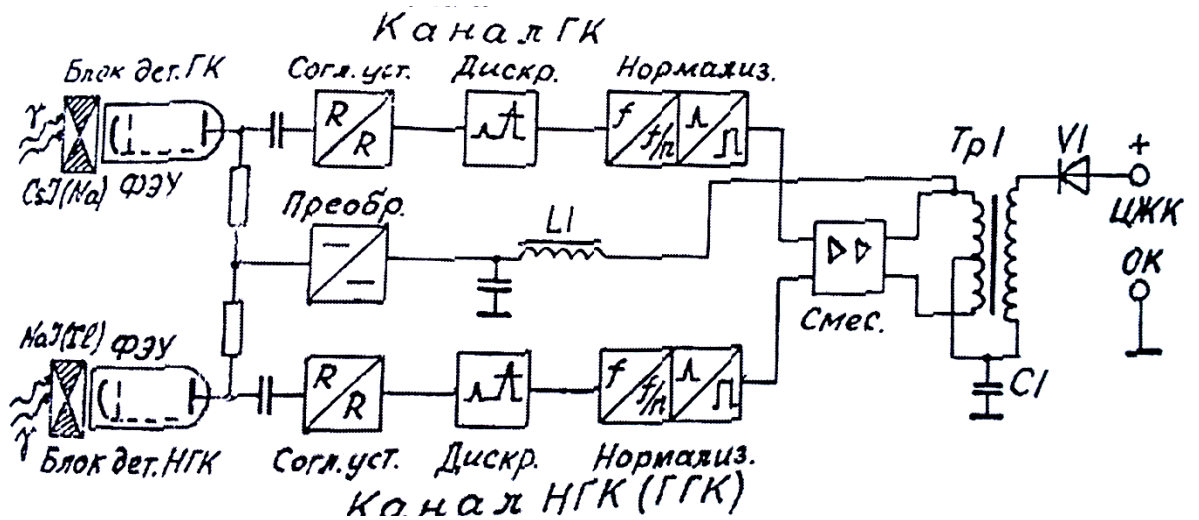 Канал ГК
Блок дет. ГК
Согл. уст.
Дискр.
Нормализ.
γ
R
R
f
f/n
CsJ(Na)
ФЭУ
Тр1
V1
+
Преобр.
L1
ЦЖК
ОК
Смес.
NaJ(Tl)
ФЭУ
R
R
f
f/n
C1
γ
Блок дет. НГК
Согл. уст.
Дискр.
Нормализ.
Канал НГК (ГГК)